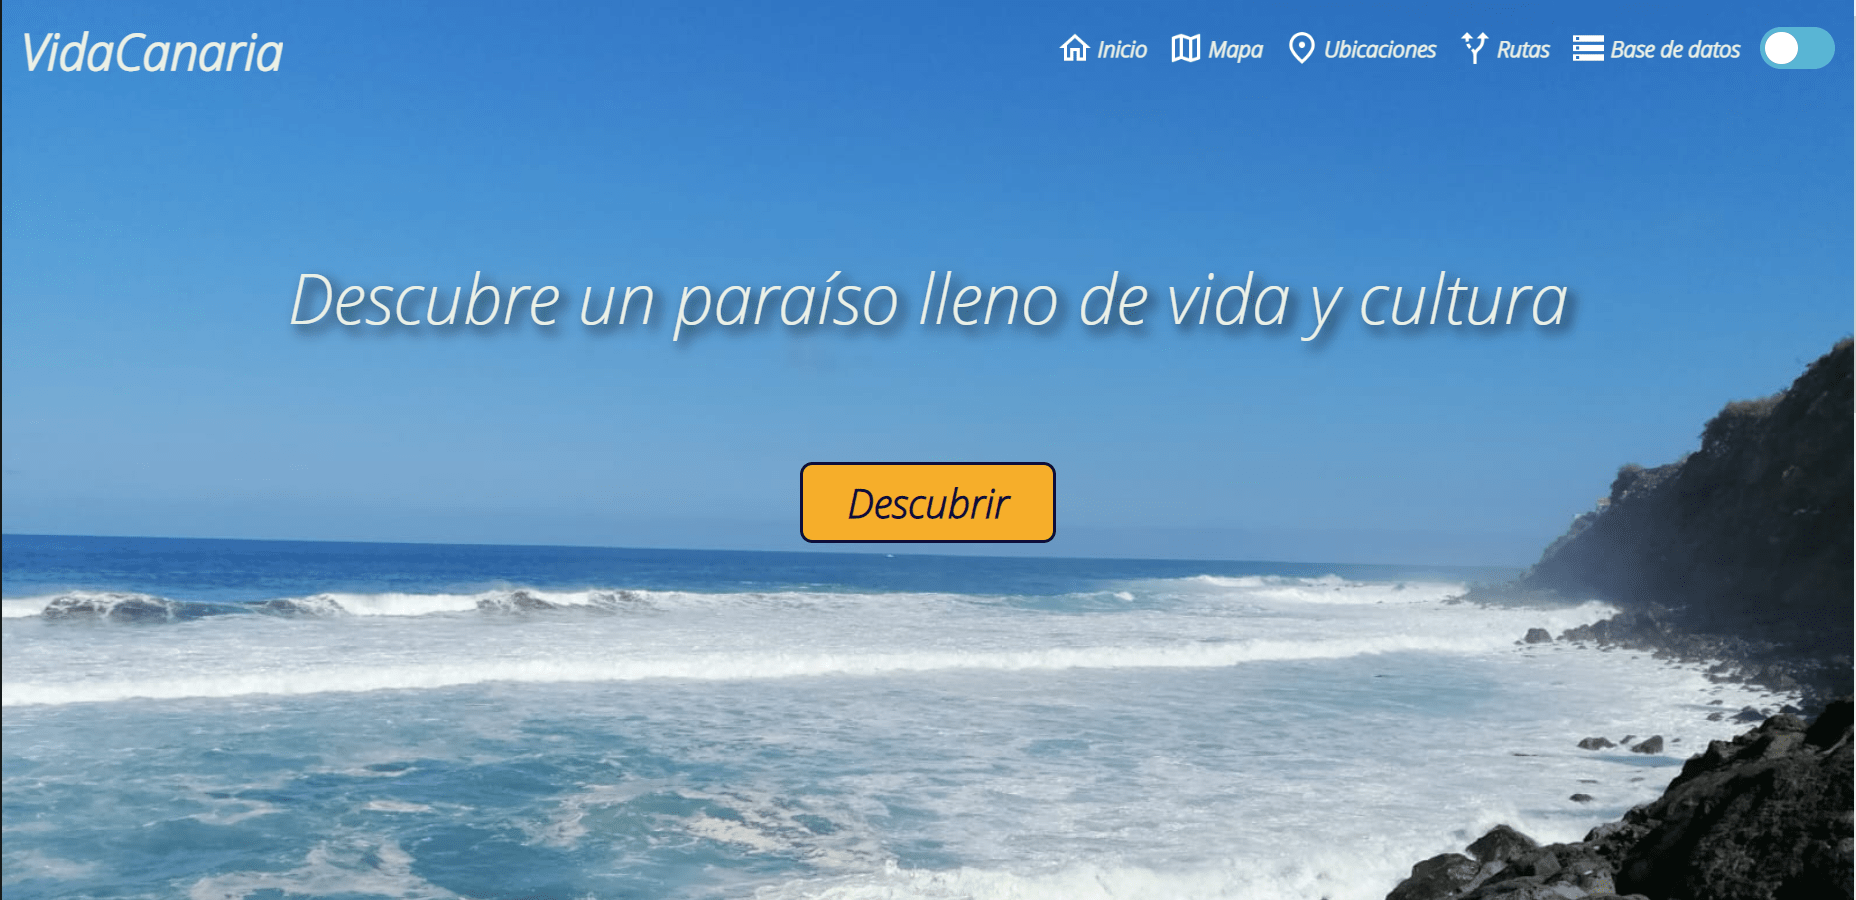 VidaCanaria
Inicio Mapa Ubicaciones Rutas Base de datos
Descubre un paraíso lleno de vida y cultura
Descubrir